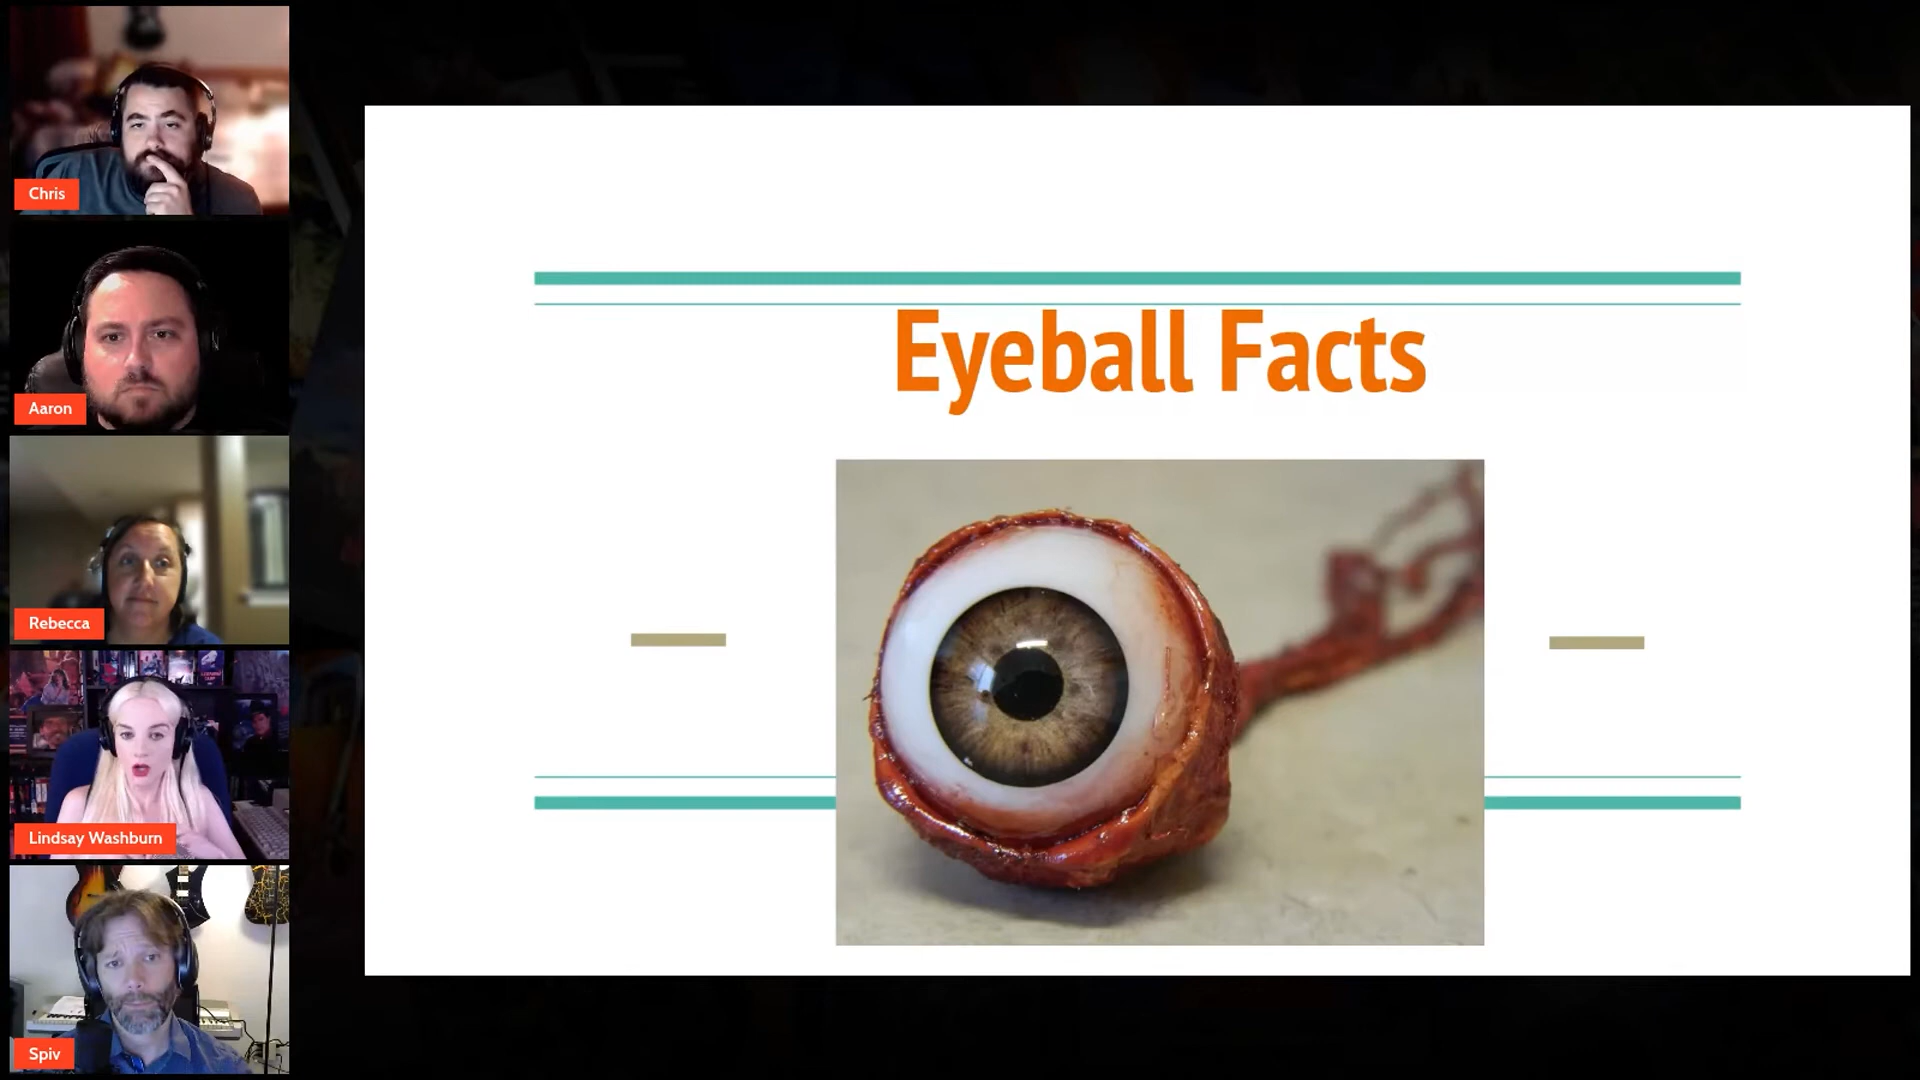 Chris
Aaron
Rebecca
Lindsay Washburn
Spiv
Eyeball Facts